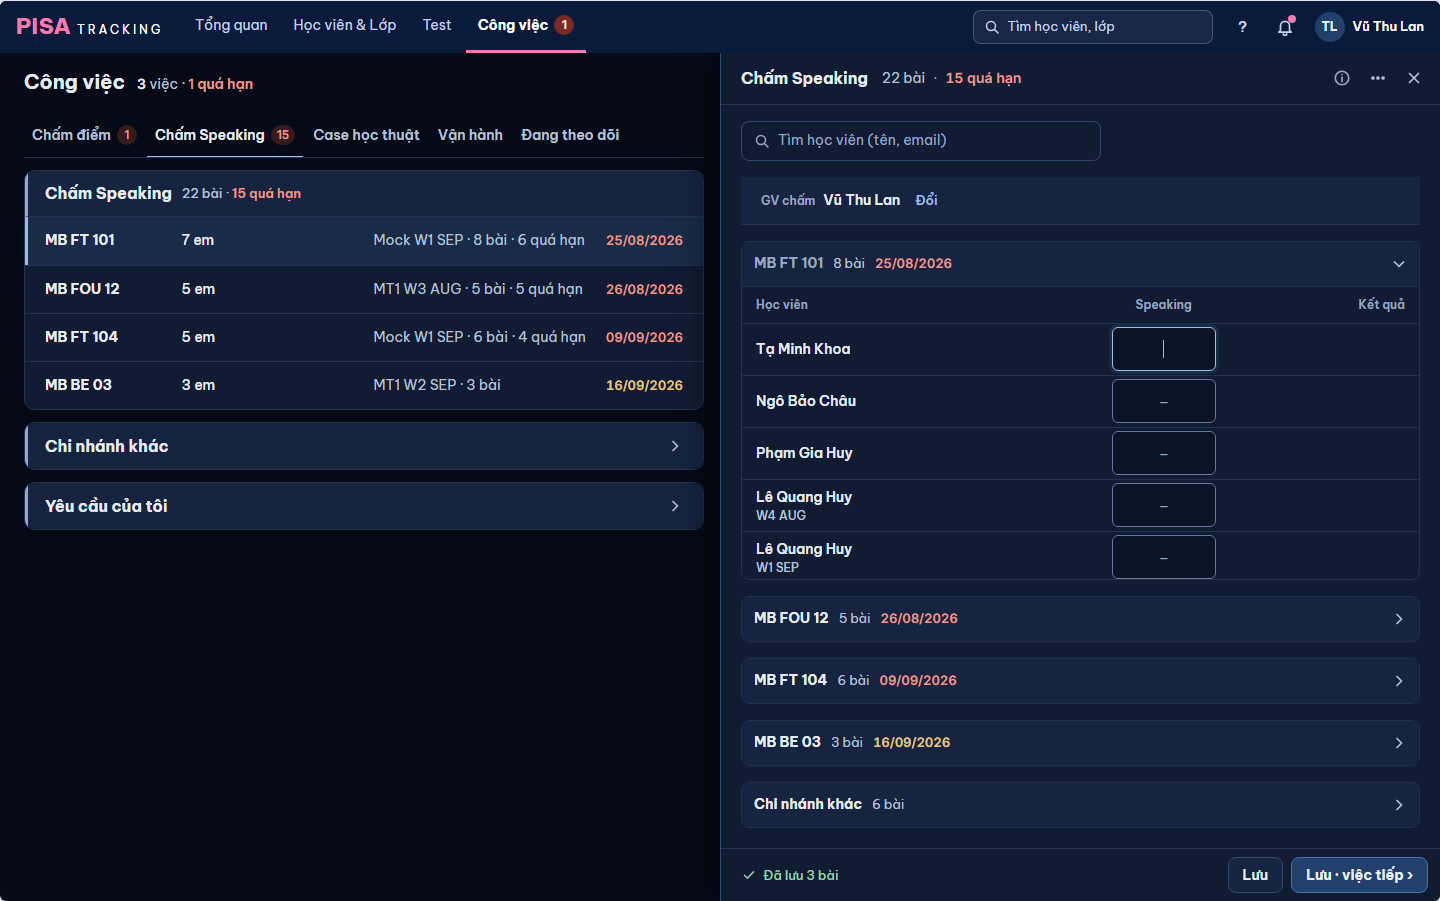 PISA TRACKING Tổng quan Học viên & Lớp Test Công việc 1 Tìm học viên, lớp ? TL Vũ Thu Lan
Công việc 3 việc · 1 quá hạn
Chấm điểm 1 Chấm Speaking 15 Case học thuật Vận hành Đang theo dõi
Chấm Speaking 22 bài · 15 quá hạn
MB FT 101 7 em Mock W1 SEP · 8 bài · 6 quá hạn 25/08/2026
MB FOU 12 5 em MT1 W3 AUG · 5 bài · 5 quá hạn 26/08/2026
MB FT 104 5 em Mock W1 SEP · 6 bài · 4 quá hạn 09/09/2026
MB BE 03 3 em MT1 W2 SEP · 3 bài 16/09/2026
Chi nhánh khác
Yêu cầu của tôi
Chấm Speaking 22 bài · 15 quá hạn
Tìm học viên (tên, email)
GV chấm Vũ Thu Lan Đổi
MB FT 101 8 bài 25/08/2026
Học viên Speaking Kết quả
Tạ Minh Khoa
Ngô Bảo Châu –
Phạm Gia Huy –
Lê Quang Huy –
W4 AUG
Lê Quang Huy –
W1 SEP
MB FOU 12 5 bài 26/08/2026
MB FT 104 6 bài 09/09/2026
MB BE 03 3 bài 16/09/2026
Chi nhánh khác 6 bài
Đã lưu 3 bài Lưu Lưu · việc tiếp ›